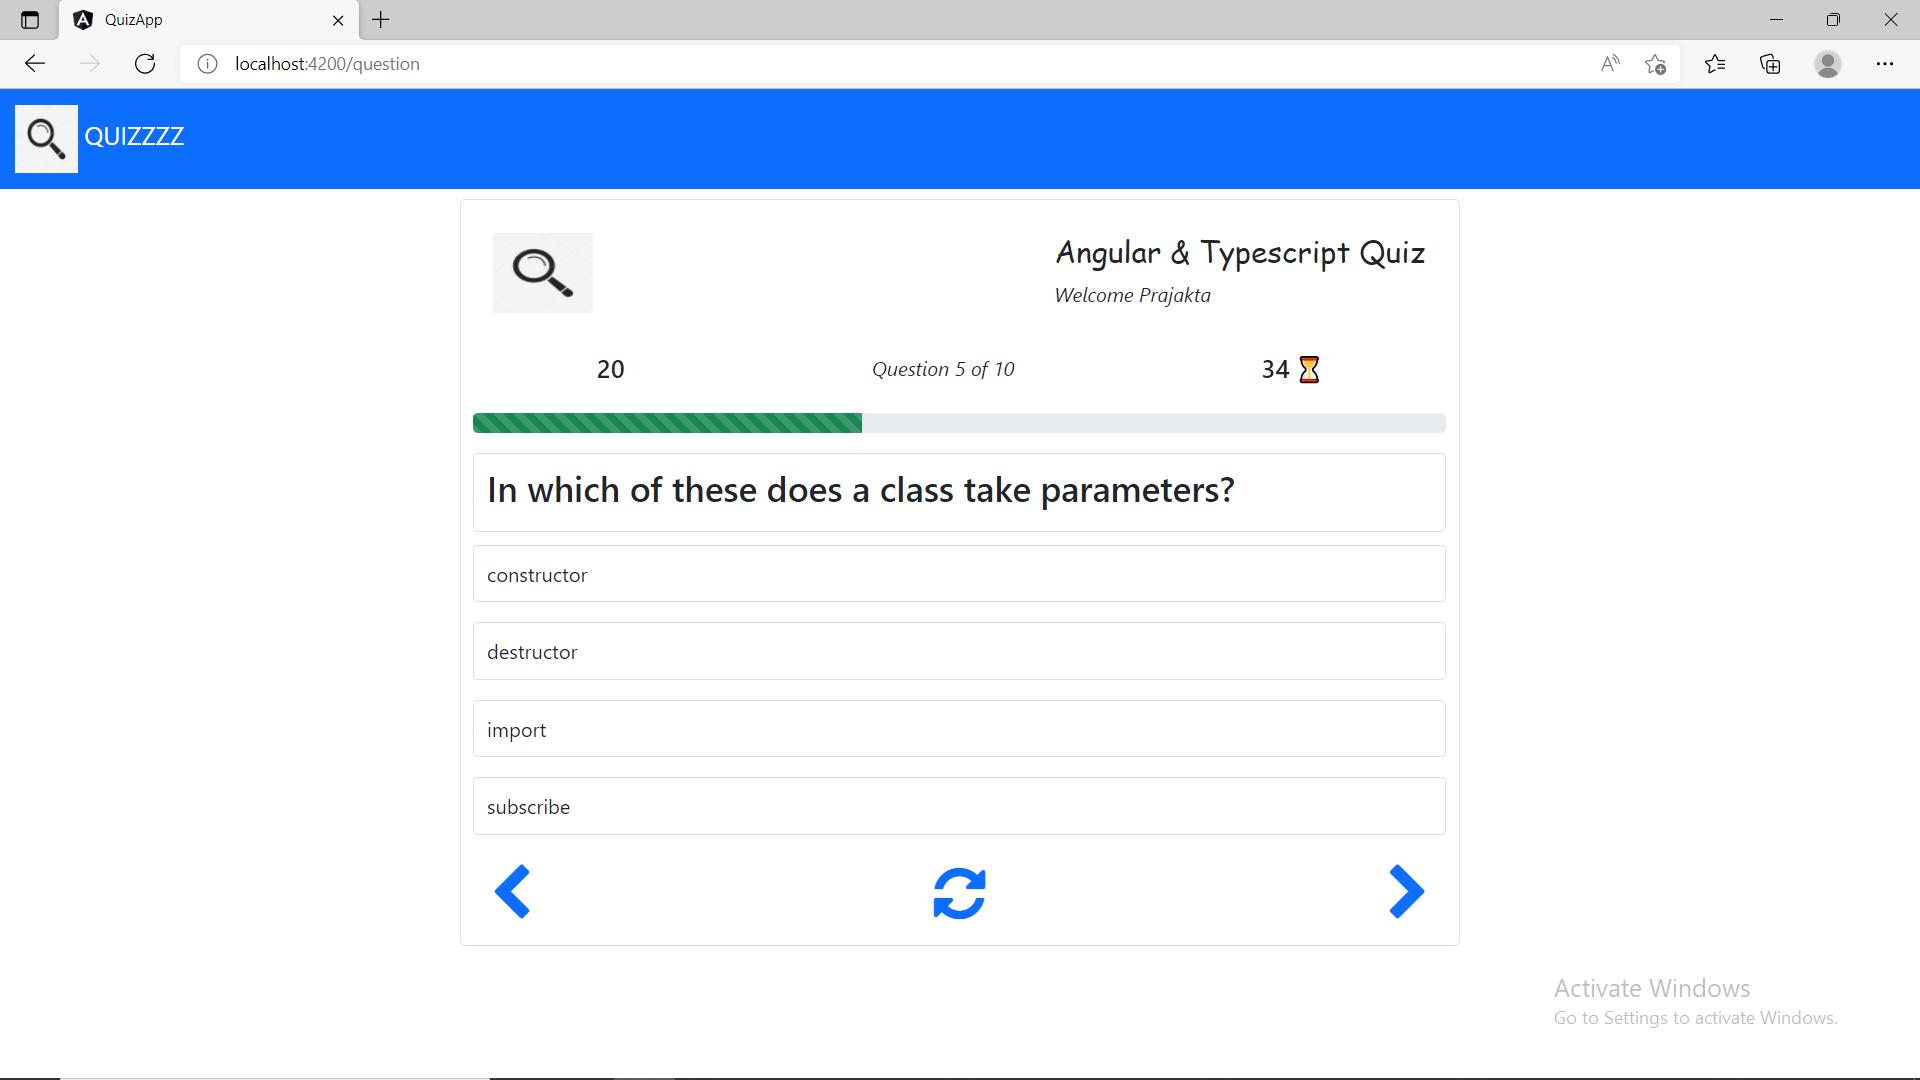 QuizApp
localhost:4200/question
QUIZZZZ
Angular & Typescript Quiz
Welcome Prajakta
20
Question 5 of 10
34
In which of these does a class take parameters?
constructor
destructor
import
subscribe
Activate Windows
Go to Settings to activate Windows.